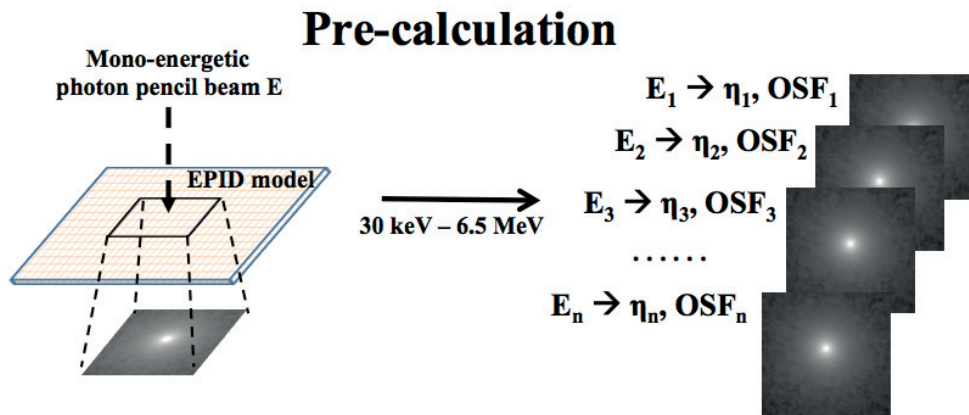 Pre-calculation
Mono-energetic
photon pencil beam E
EPID model
30 keV – 6.5 MeV
E₁ → η₁, OSF₁
E₂ → η₂, OSF₂
E₃ → η₃, OSF₃
......
Eₙ → ηₙ, OSFₙ